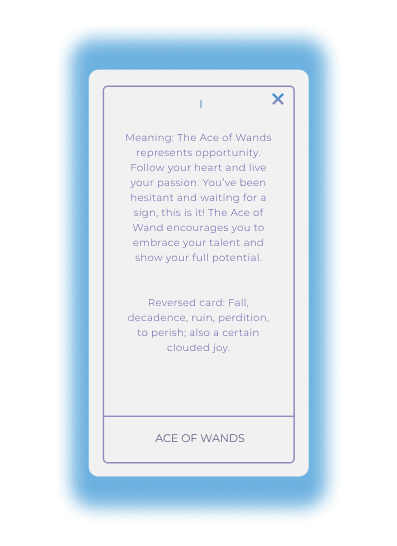 I
Meaning: The Ace of Wands
represents opportunity.
Follow your heart and live
your passion. You've been
hesitant and waiting for a
sign, this is it! The Ace of
Wand encourages you to
embrace your talent and
show your full potential.
Reversed card: Fall,
decadence, ruin, perdition,
to perish; also a certain
clouded joy.
ACE OF WANDS